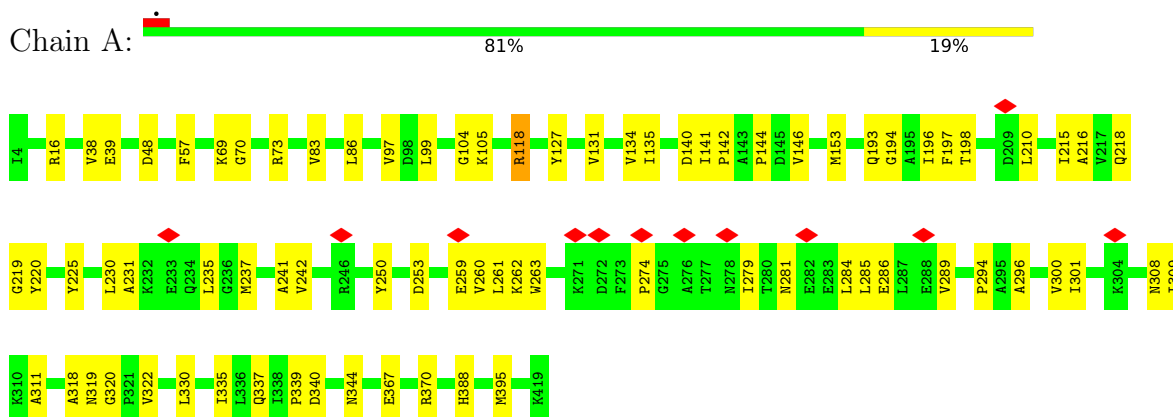 Chain A:
81% 19%
I4 R16 V38 E39 D48 F57 K69 G70 R73 V83 L86 V97 D98 L99 G104 K105 R118 Y127 V131 V134 I135 D140 I141 P142 A143 P144 D145 V146 M153 Q193 G194 A195 I196 F197 T198 D209 L210 I215 A216 V217 Q218
G219 Y220 Y225 L230 A231 K232 E233 Q234 L235 G236 M237 A241 V242 R246 Y250 D253 E259 V260 L261 K262 W263 K271 D272 F273 P274 G275 A276 T277 N278 I279 T280 N281 E282 E283 L284 L285 E286 L287 E288 V289 P294 A295 A296 V300 I301 K304 N308
K310 A311 A318 N319 G320 P321 V322 L330 I335 L336 Q337 I338 P339 D340 N344 E367 R370 H388 M395 K419